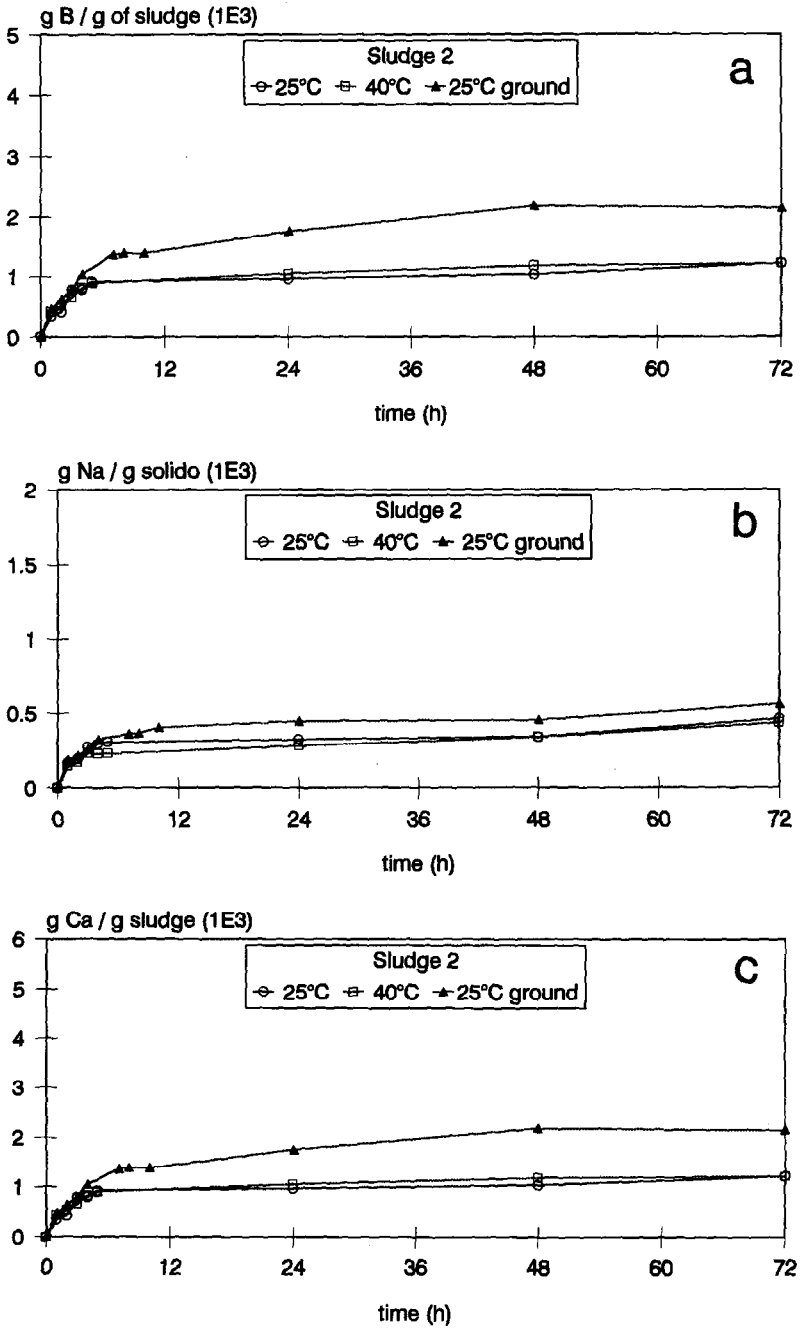 g B / g of sludge (1E3)
5
4
3
2
1
0
Sludge 2
25°C 40°C 25°C ground
a
0 12 24 36 48 60 72
time (h)
g Na / g solido (1E3)
2
1.5
1
0.5
0
Sludge 2
25°C 40°C 25°C ground
b
0 12 24 36 48 60 72
time (h)
g Ca / g sludge (1E3)
6
5
4
3
2
1
0
Sludge 2
25°C 40°C 25°C ground
c
0 12 24 36 48 60 72
time (h)